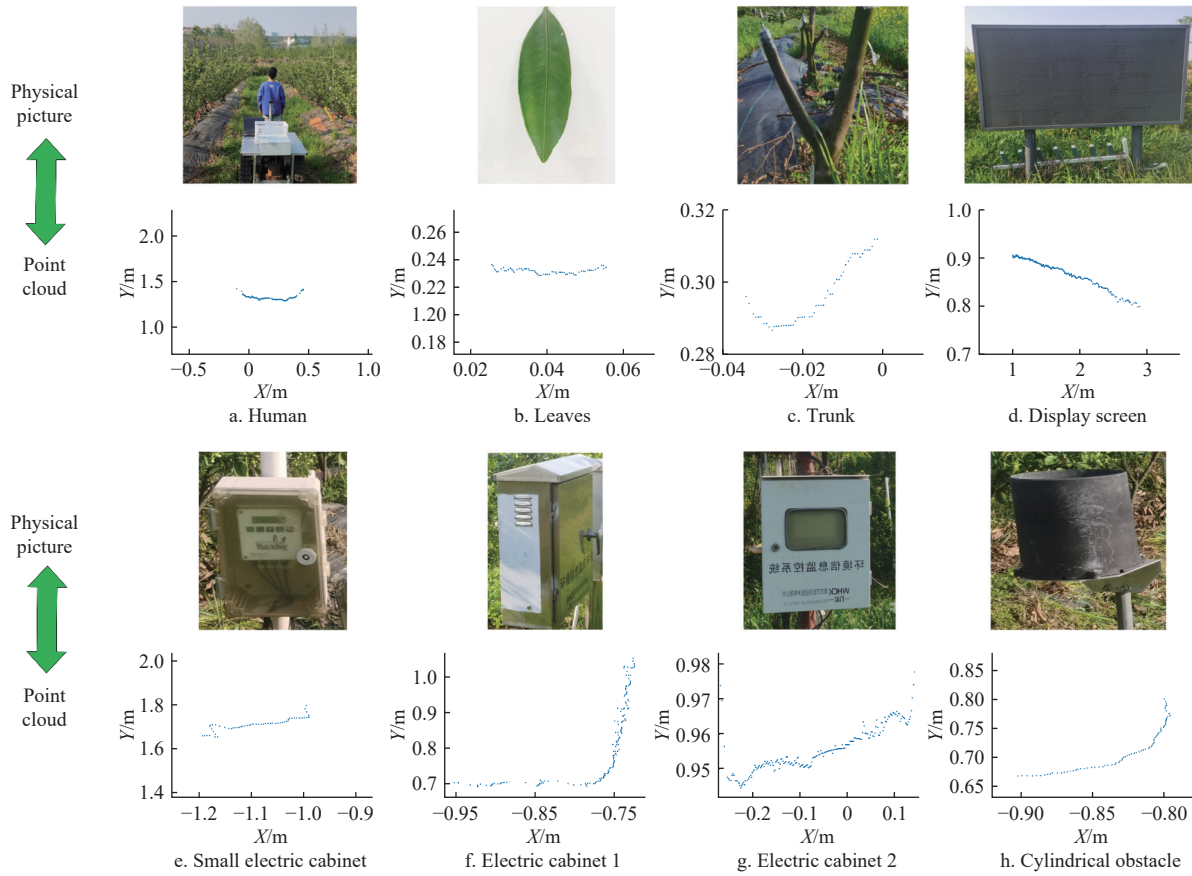 Physical
picture
Point
cloud
2.0
1.5
1.0
Y/m
−0.5
0
0.5
1.0
X/m
a. Human
0.26
0.24
0.22
0.20
0.18
Y/m
0.02
0.04
0.06
X/m
b. Leaves
0.32
0.30
0.28
Y/m
−0.04
−0.02
0
X/m
c. Trunk
1.0
0.9
0.8
0.7
Y/m
1
2
3
X/m
d. Display screen
Physical
picture
Point
cloud
2.0
1.8
1.6
1.4
Y/m
−1.2
−1.1
−1.0
−0.9
X/m
e. Small electric cabinet
1.0
0.9
0.8
0.7
Y/m
−0.95
−0.85
−0.75
X/m
f. Electric cabinet 1
环境信息监控系统
0.98
0.97
0.96
0.95
Y/m
−0.2
−0.1
0
0.1
X/m
g. Electric cabinet 2
0.85
0.80
0.75
0.70
0.65
Y/m
−0.90
−0.85
−0.80
X/m
h. Cylindrical obstacle